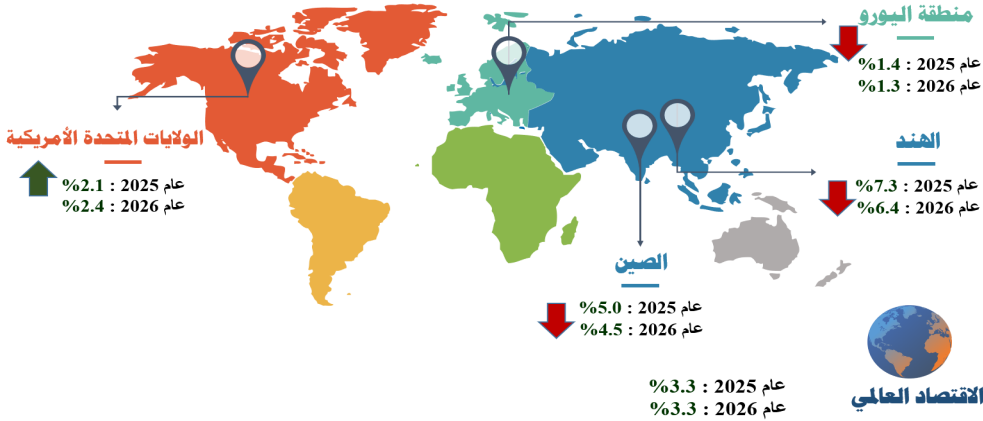 منطقة اليورو
عام 2025 : 1.4%
عام 2026 : 1.3%
الولايات المتحدة الأمريكية
عام 2025 : 2.1%
عام 2026 : 2.4%
الهند
عام 2025 : 7.3%
عام 2026 : 6.4%
الصين
عام 2025 : 5.0%
عام 2026 : 4.5%
الاقتصاد العالمي
عام 2025 : 3.3%
عام 2026 : 3.3%